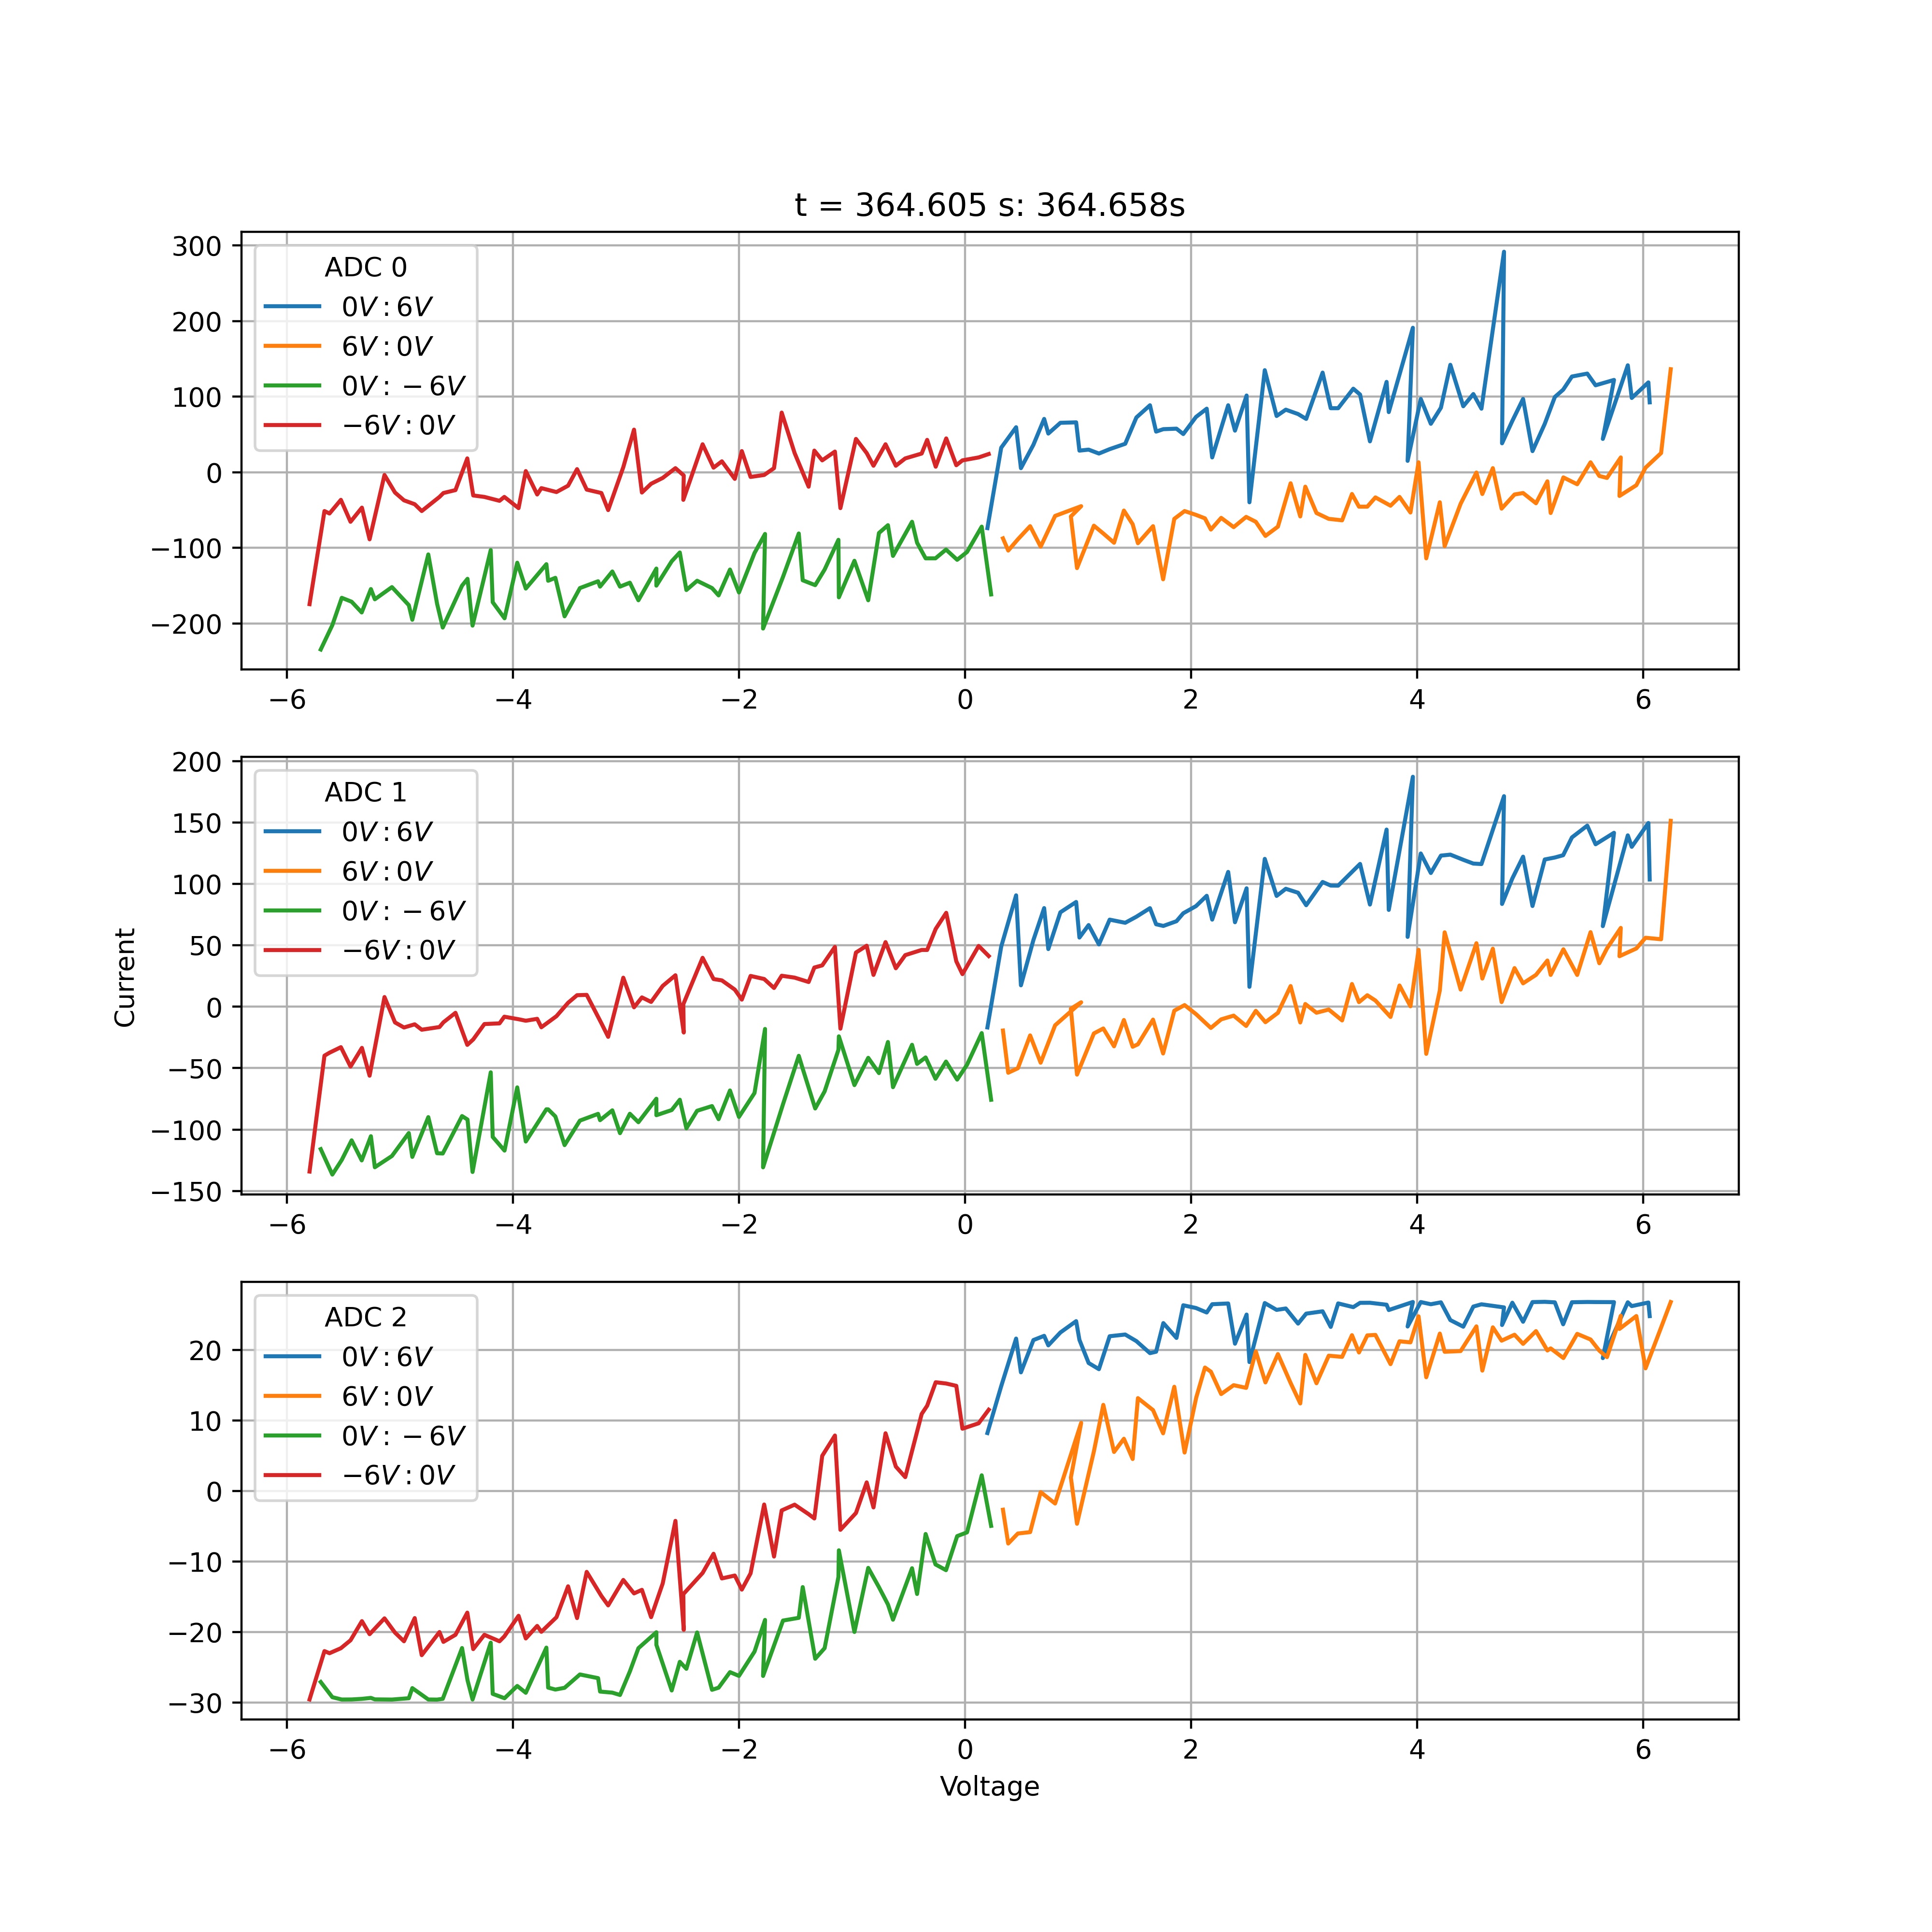 t = 364.605 s: 364.658s
300
200
100
0
−100
−200
ADC 0
0V : 6V
6V : 0V
0V : − 6V
−6V : 0V
−6 −4 −2 0 2 4 6
200
150
100
50
0
−50
−100
−150
Current
ADC 1
0V : 6V
6V : 0V
0V : − 6V
−6V : 0V
−6 −4 −2 0 2 4 6
20
10
0
−10
−20
−30
ADC 2
0V : 6V
6V : 0V
0V : − 6V
−6V : 0V
−6 −4 −2 0 2 4 6
Voltage